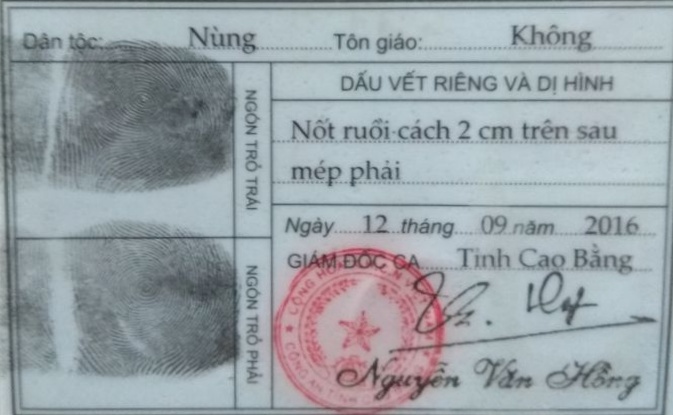 Dân tộc: Nùng Tôn giáo: Không
NGÓN TRỎ TRÁI
DẤU VẾT RIÊNG VÀ DỊ HÌNH
Nốt ruồi cách 2 cm trên sau
mép phải
Ngày 12 tháng 09 năm 2016
GIÁM ĐỐC CA Tỉnh Cao Bằng
NGÓN TRỎ PHẢI
Nguyễn Văn Hồng